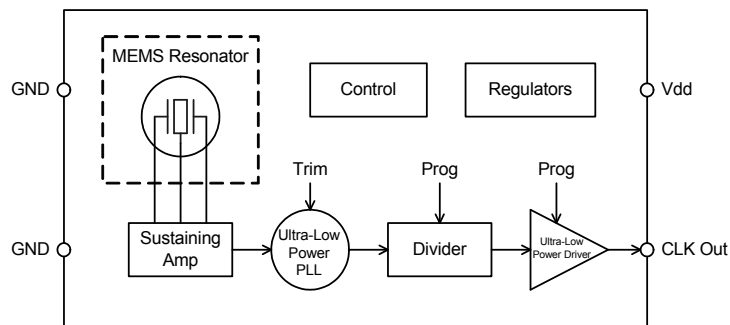 MEMS Resonator
GND
Control
Regulators
Vdd
Trim
Prog
Prog
GND
Sustaining
Amp
Ultra-Low
Power
PLL
Divider
Ultra-Low
Power Driver
CLK Out